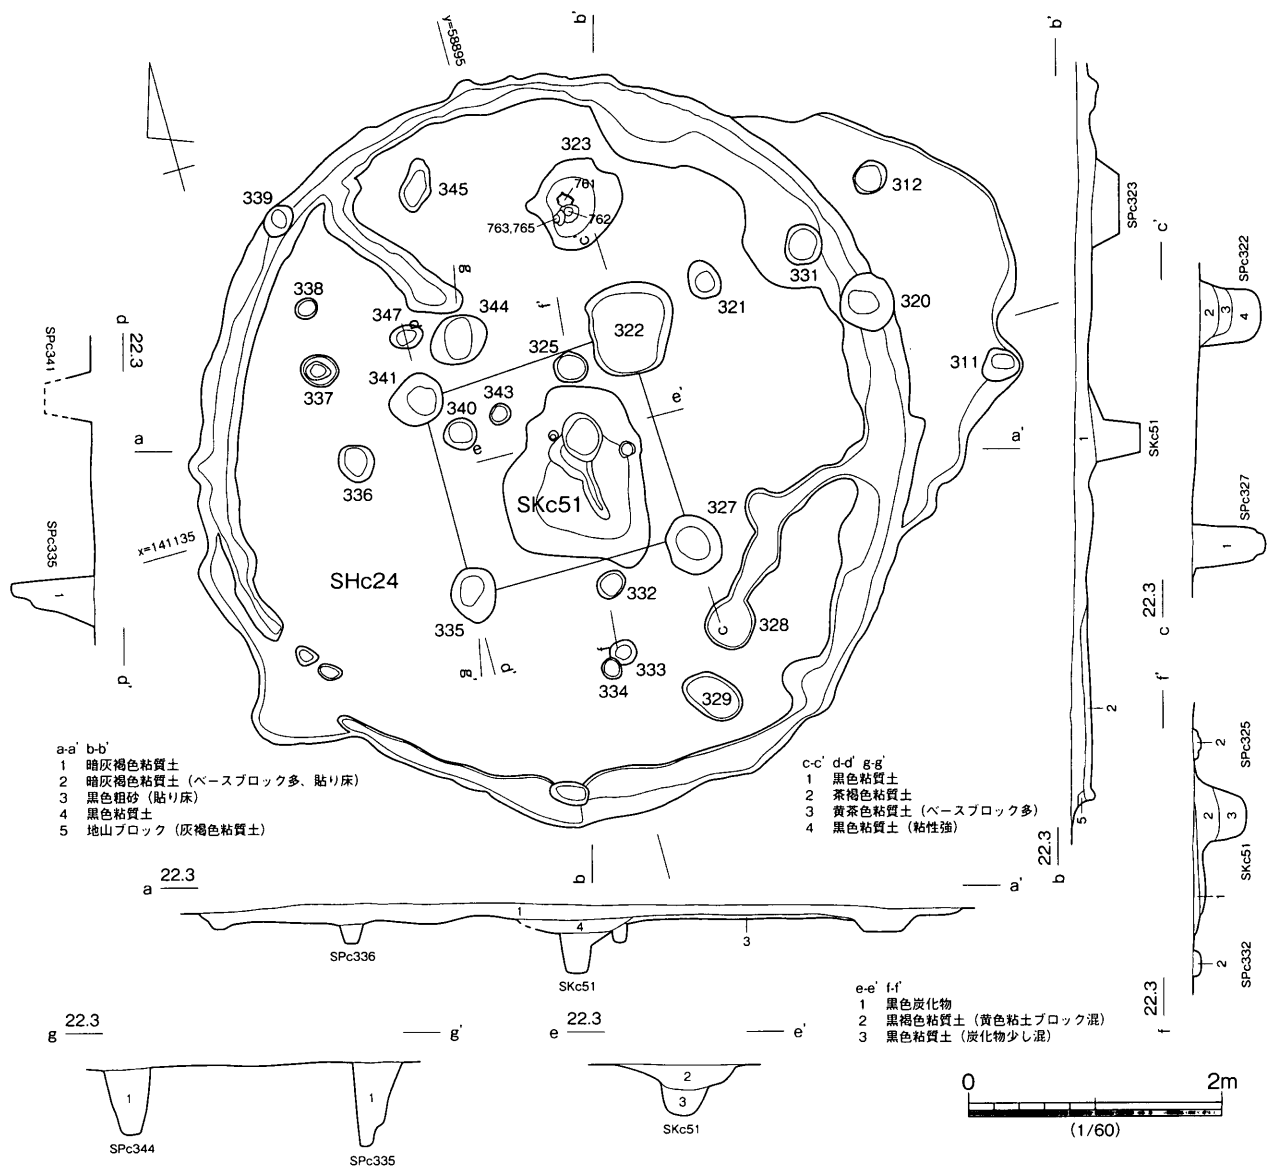 y=58895
b'
b'
323
761
762
763,765
c'
345
339
312
331
321
320
322
311
338
347
344
g
d
f'
325
341
337
340
343
e
e'
336
SKc51
327
SHc24
335
332
328
c
f
333
334
329
g'
d'
x=141135
a
a'
b
SPc341
d
22.3
SPc335
1
d'
SPc323
1
SKc51
2
5
22.3
b
c'
SPc322
2
3
4
SPc327
1
22.3
c
f'
SPc325
2
2
3
SKc51
1
2
SPc332
22.3
f
a-a' b-b'
1 暗灰褐色粘質土
2 暗灰褐色粘質土(ベースブロック多、貼り床)
3 黒色粗砂(貼り床)
4 黒色粘質土
5 地山ブロック(灰褐色粘質土)
c-c' d-d' g-g'
1 黒色粘質土
2 茶褐色粘質土
3 黄茶色粘質土(ベースブロック多)
4 黒色粘質土(粘性強)
a 22.3
a'
1
4
3
SPc336
SKc51
e-e' f-f'
1 黒色炭化物
2 黒褐色粘質土(黄色粘土ブロック混)
3 黒色粘質土(炭化物少し混)
g 22.3
g'
1
1
SPc344
SPc335
e 22.3
e'
2
3
SKc51
0 2m
(1/60)